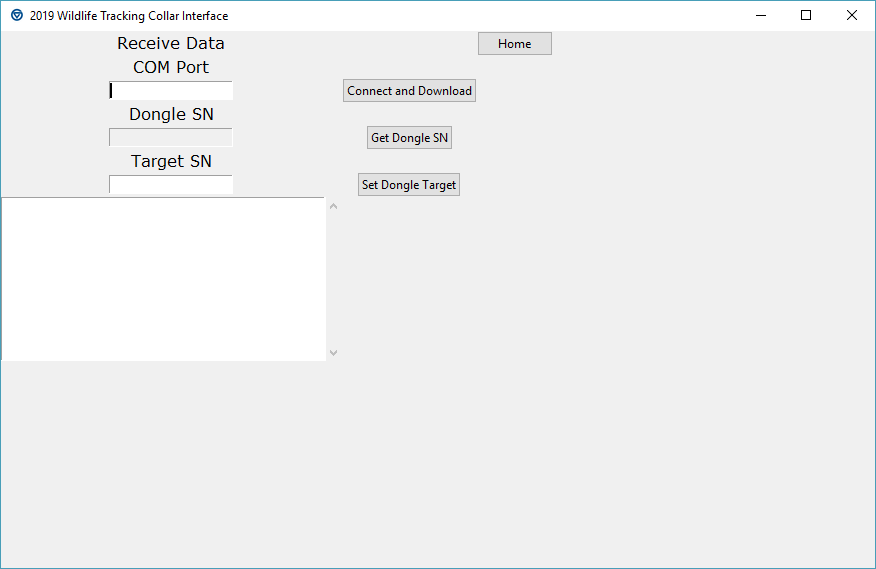 2019 Wildlife Tracking Collar Interface
Receive Data
Home
COM Port
Connect and Download
Dongle SN
Get Dongle SN
Target SN
Set Dongle Target